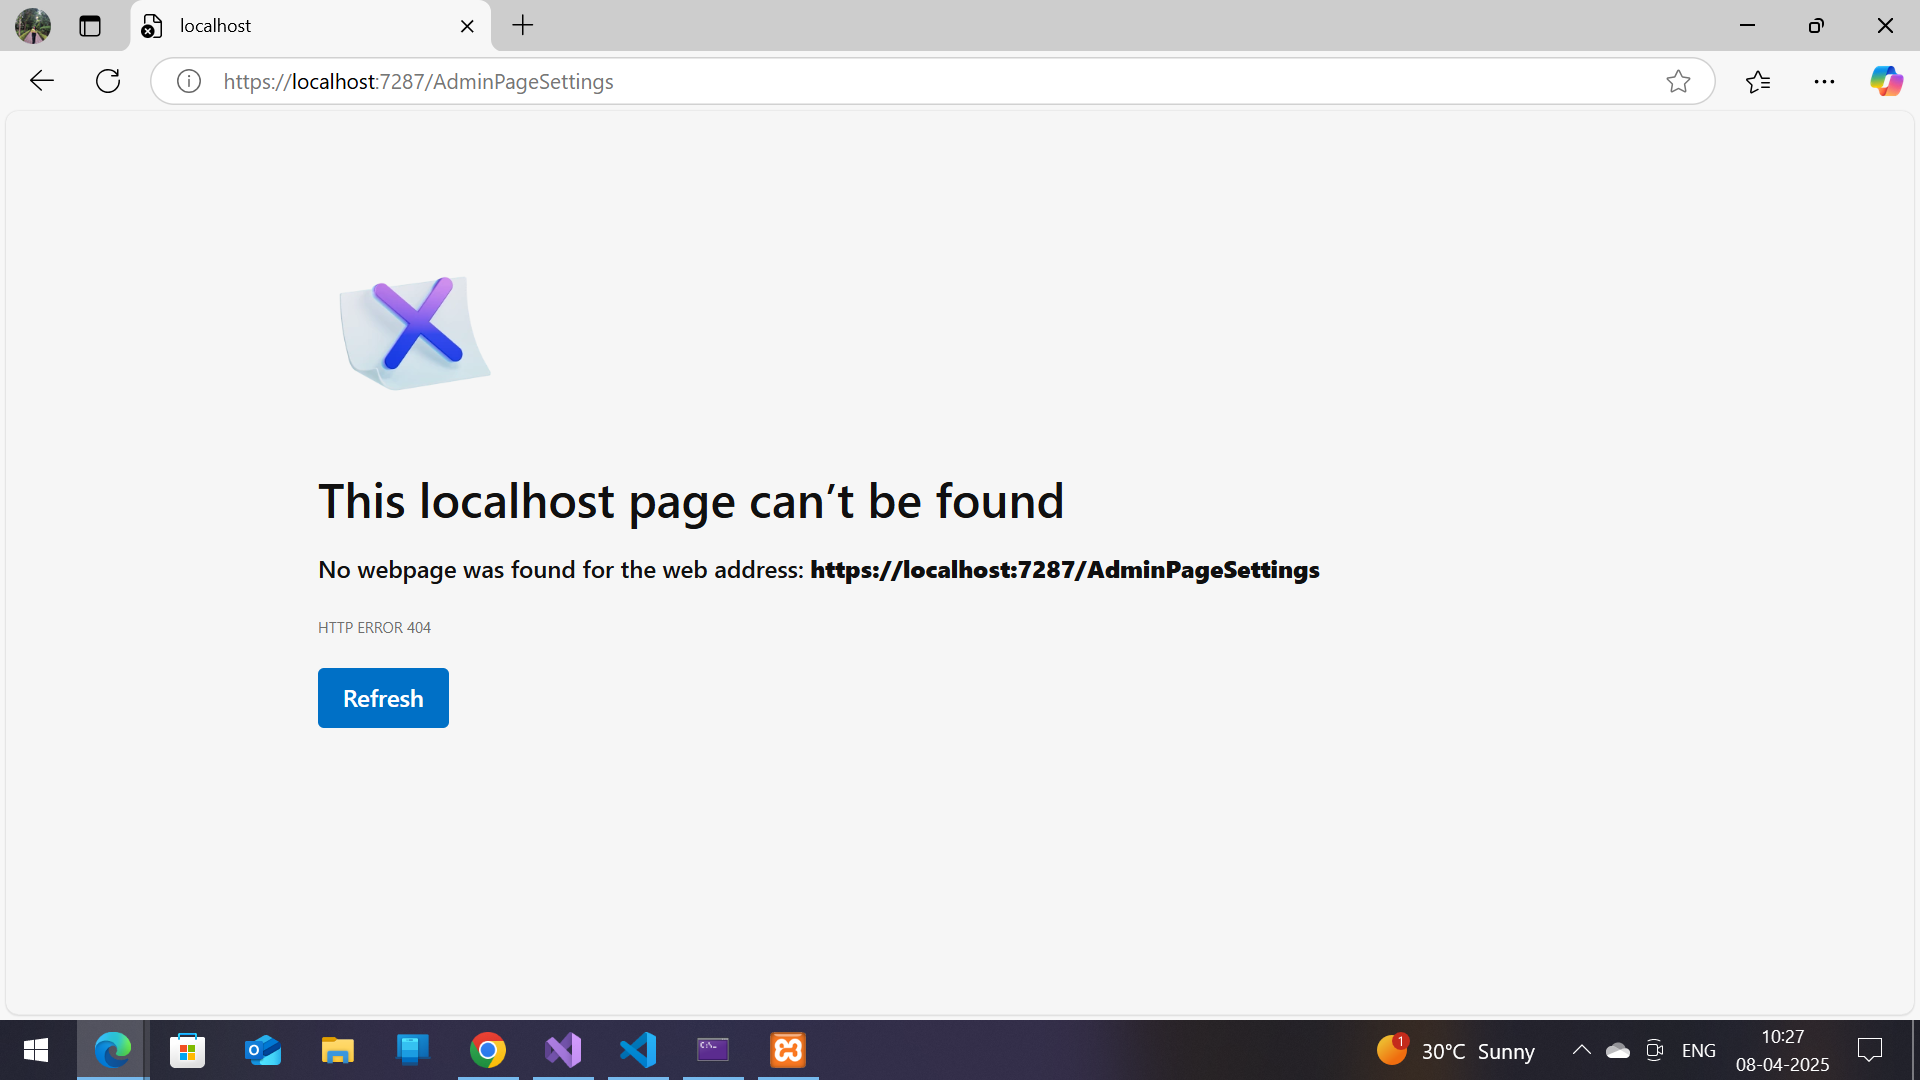 localhost
https://localhost:7287/AdminPageSettings
This localhost page can’t be found
No webpage was found for the web address: https://localhost:7287/AdminPageSettings
HTTP ERROR 404
Refresh
C:\_
1
30°C Sunny
ENG
10:27
08-04-2025